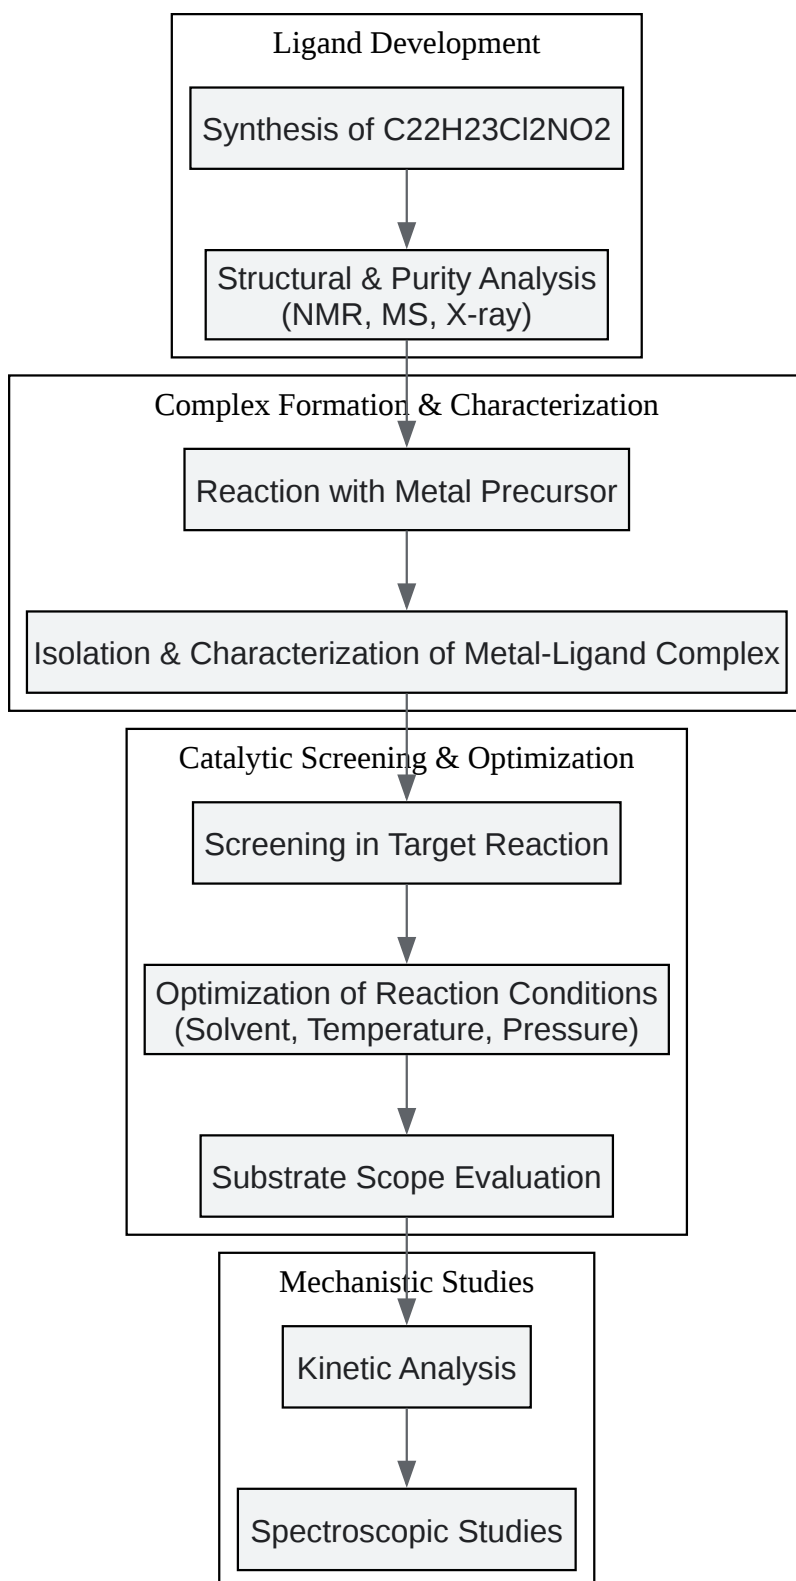 Ligand Development
Synthesis of C22H23Cl2NO2
Structural & Purity Analysis
(NMR, MS, X-ray)
Complex Formation & Characterization
Reaction with Metal Precursor
Isolation & Characterization of Metal-Ligand Complex
Catalytic Screening & Optimization
Screening in Target Reaction
Optimization of Reaction Conditions
(Solvent, Temperature, Pressure)
Substrate Scope Evaluation
Mechanistic Studies
Kinetic Analysis
Spectroscopic Studies